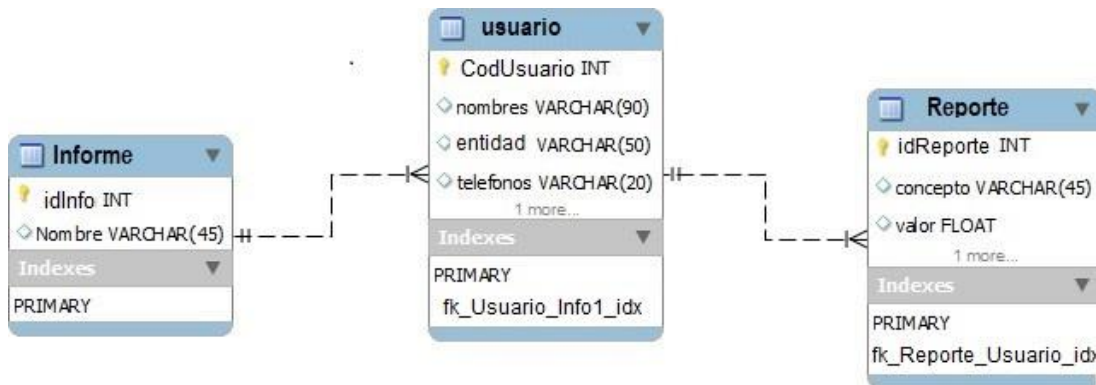 Informe
idInfo INT
Nombre VARCHAR(45)
Indexes
PRIMARY
usuario
CodUsuario INT
nombres VARCHAR(90)
entidad VARCHAR(50)
telefonos VARCHAR(20)
1 more...
Indexes
PRIMARY
fk_Usuario_Info1_idx
Reporte
idReporte INT
concepto VARCHAR(45)
valor FLOAT
1 more...
Indexes
PRIMARY
fk_Reporte_Usuario_idx